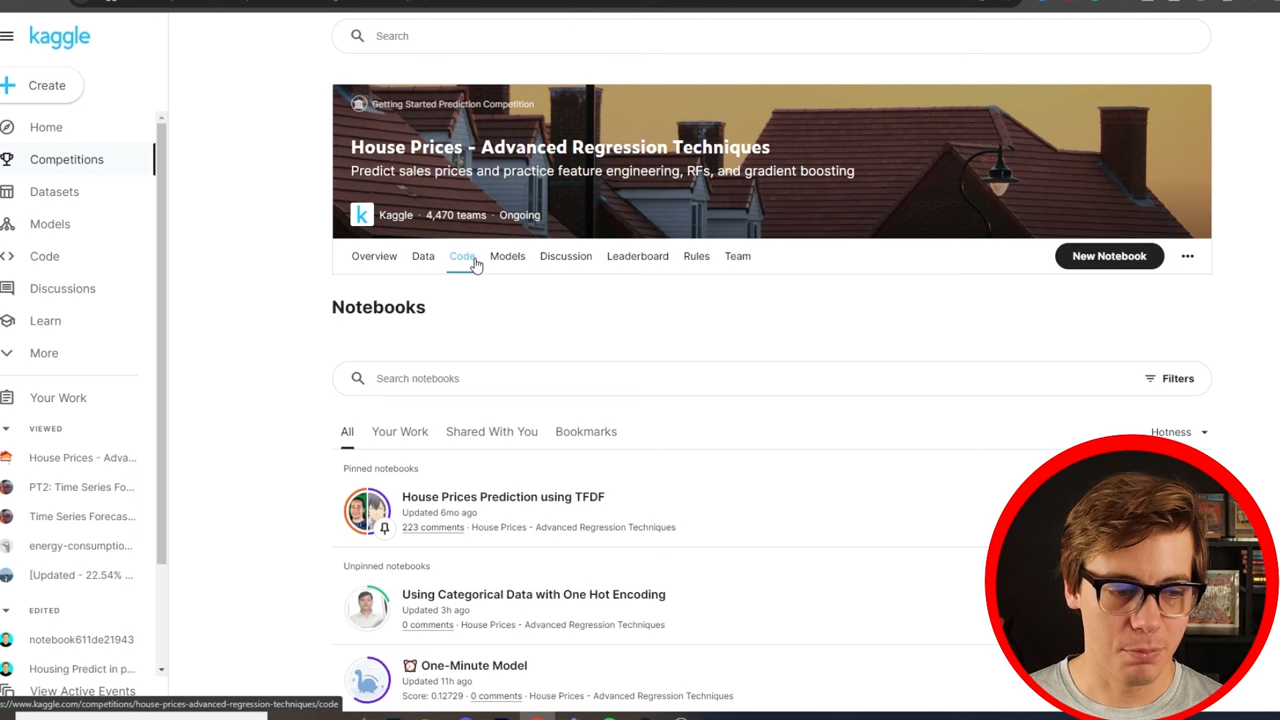 kaggle
Search
Create
Home
Competitions
Datasets
Models
Code
Discussions
Learn
More
Your Work
VIEWED
House Prices - Adva...
PT2: Time Series Fo...
Time Series Forecas...
energy-consumptio...
[Updated - 22.54% ...
EDITED
notebook611de21943
Housing Predict in p...
View Active Events
s://www.kaggle.com/competitions/house-prices-advanced-regression-techniques/code
Getting Started Prediction Competition
House Prices - Advanced Regression Techniques
Predict sales prices and practice feature engineering, RFs, and gradient boosting
k Kaggle · 4,470 teams · Ongoing
Overview Data Code Models Discussion Leaderboard Rules Team New Notebook
Notebooks
Search notebooks Filters
All Your Work Shared With You Bookmarks Hotness
Pinned notebooks
House Prices Prediction using TFDF
Updated 6mo ago
223 comments · House Prices - Advanced Regression Techniques
Unpinned notebooks
Using Categorical Data with One Hot Encoding
Updated 3h ago
0 comments · House Prices - Advanced Regression Techniques
⏰ One-Minute Model
Updated 11h ago
Score: 0.12729 · 0 comments · House Prices - Advanced Regression Techniques